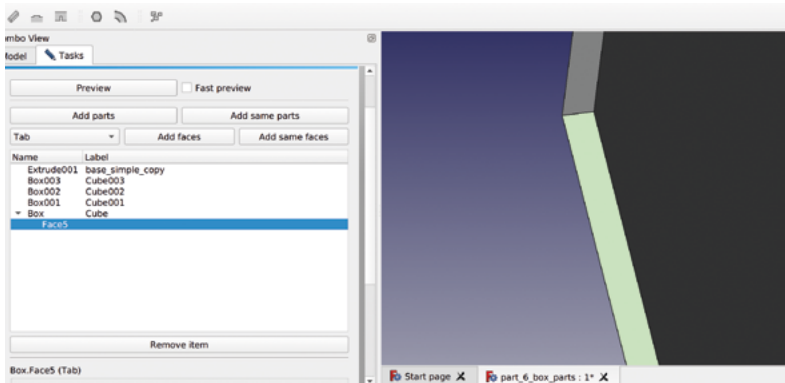 ombo View
Model
Tasks
Preview
Fast preview
Add parts
Add same parts
Tab
Add faces
Add same faces
Name Label
Extrude001 base_simple_copy
Box003 Cube003
Box002 Cube002
Box001 Cube001
Box Cube
Face5
Remove item
Box.Face5 (Tab)
Start page
part_6_box_parts : 1*